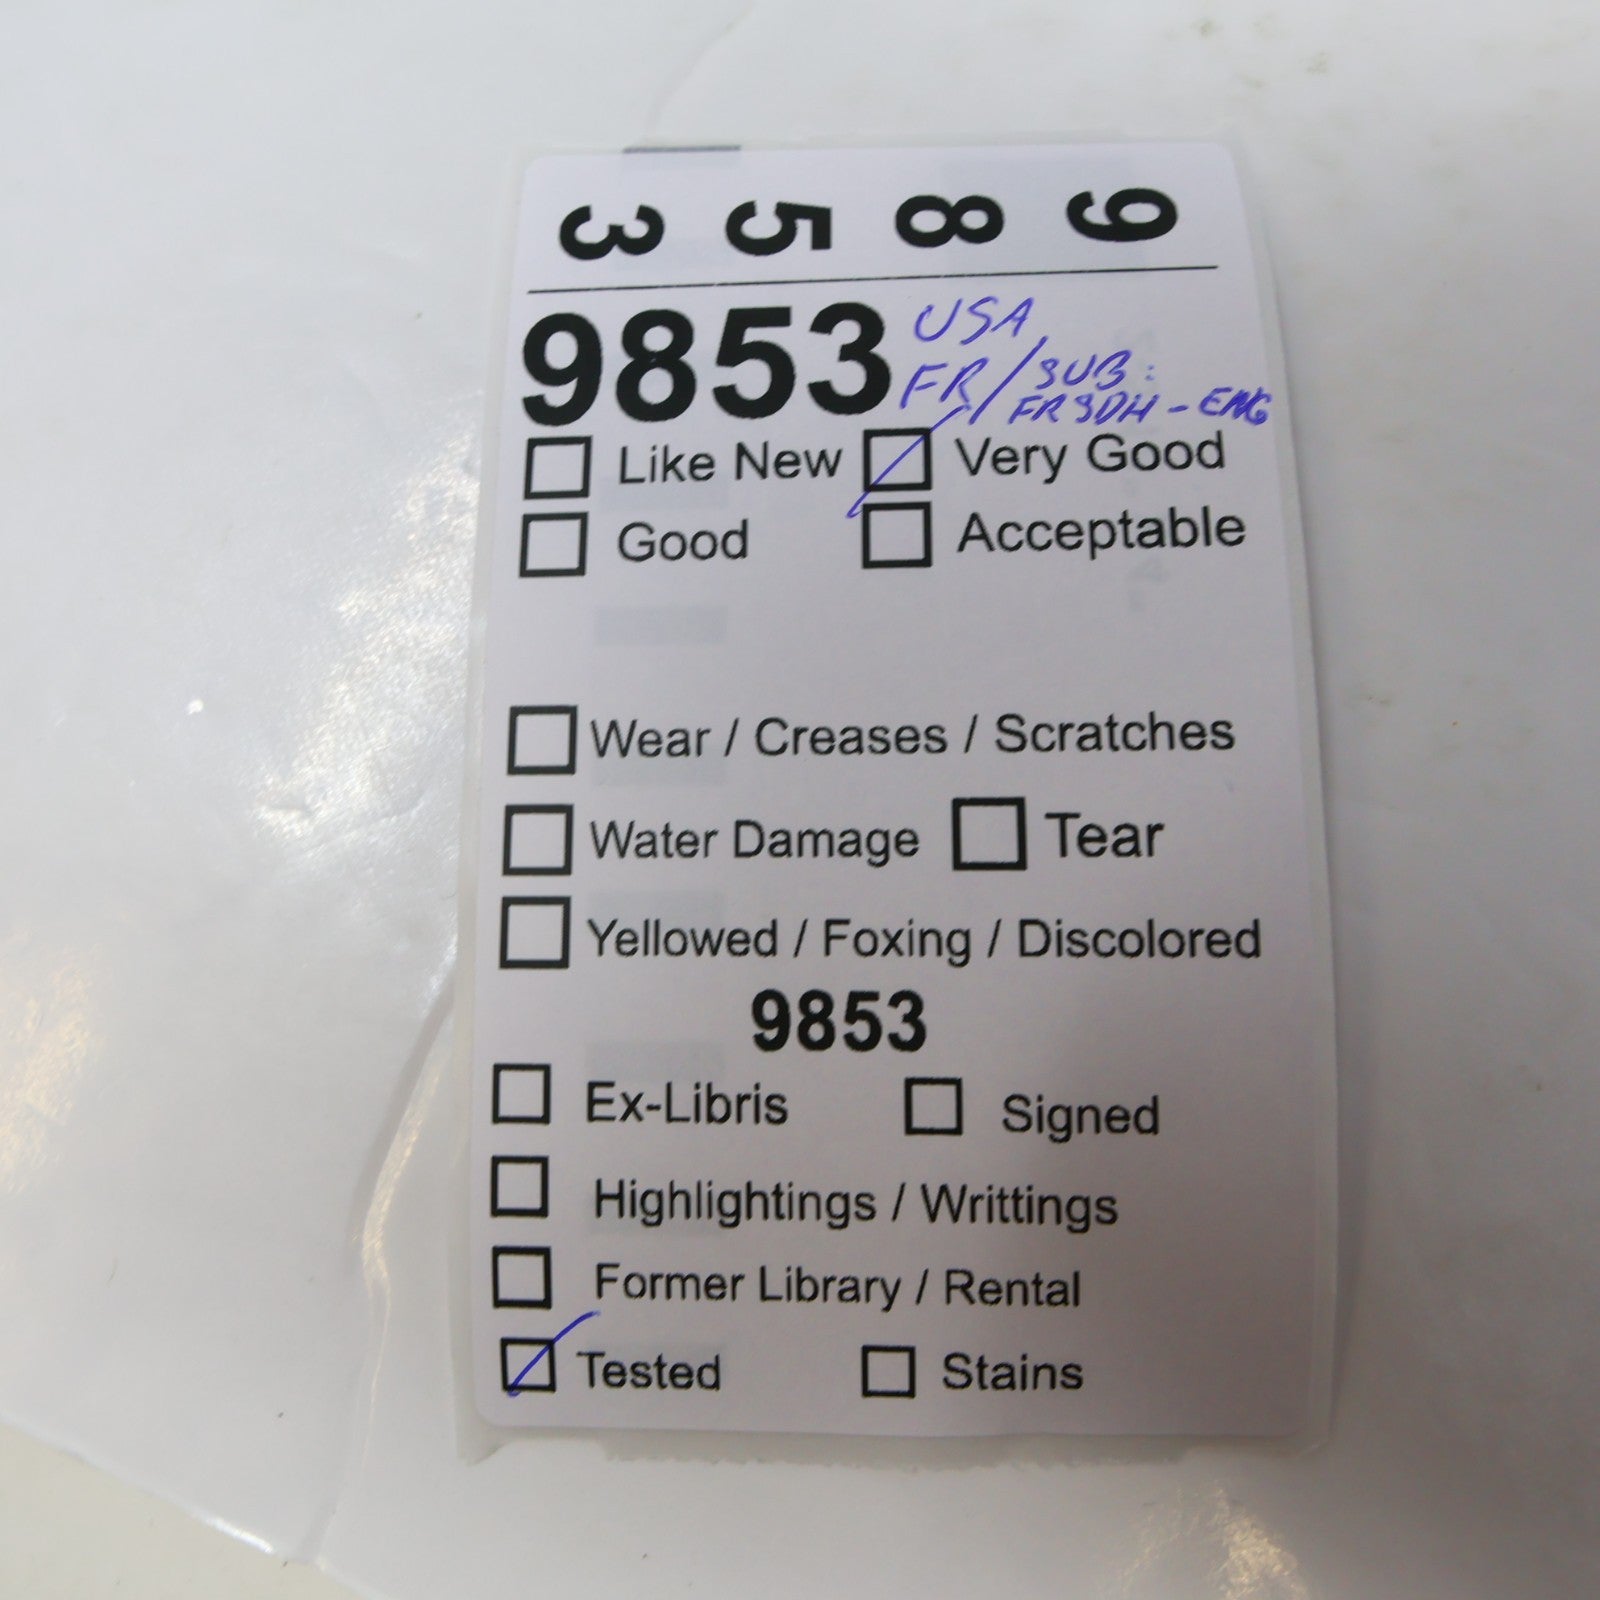 3 5 8 9
9853 USA
FR / SUB:
FR SDH - ENG
Like New Very Good
Good Acceptable
Wear / Creases / Scratches
Water Damage Tear
Yellowed / Foxing / Discolored
9853
Ex-Libris Signed
Highlightings / Writtings
Former Library / Rental
Tested Stains